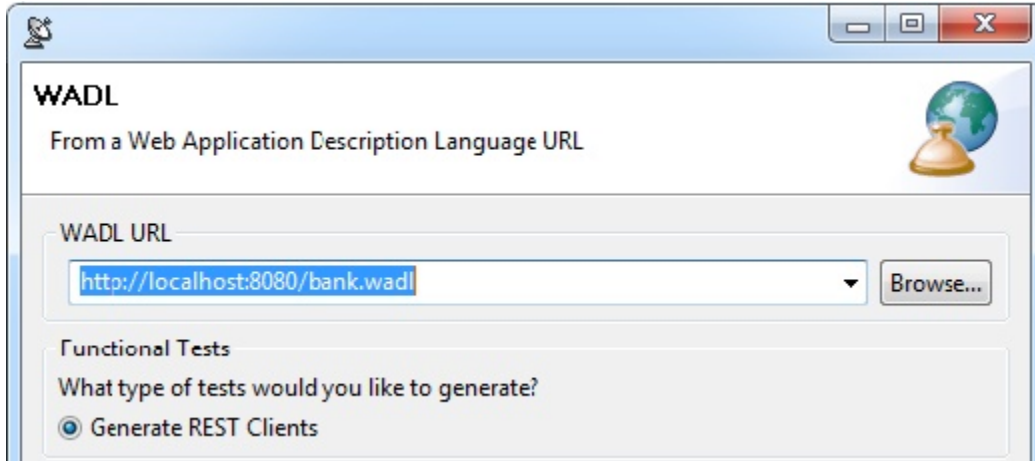 WADL
From a Web Application Description Language URL
WADL URL
http://localhost:8080/bank.wadl
Browse...
Functional Tests
What type of tests would you like to generate?
Generate REST Clients